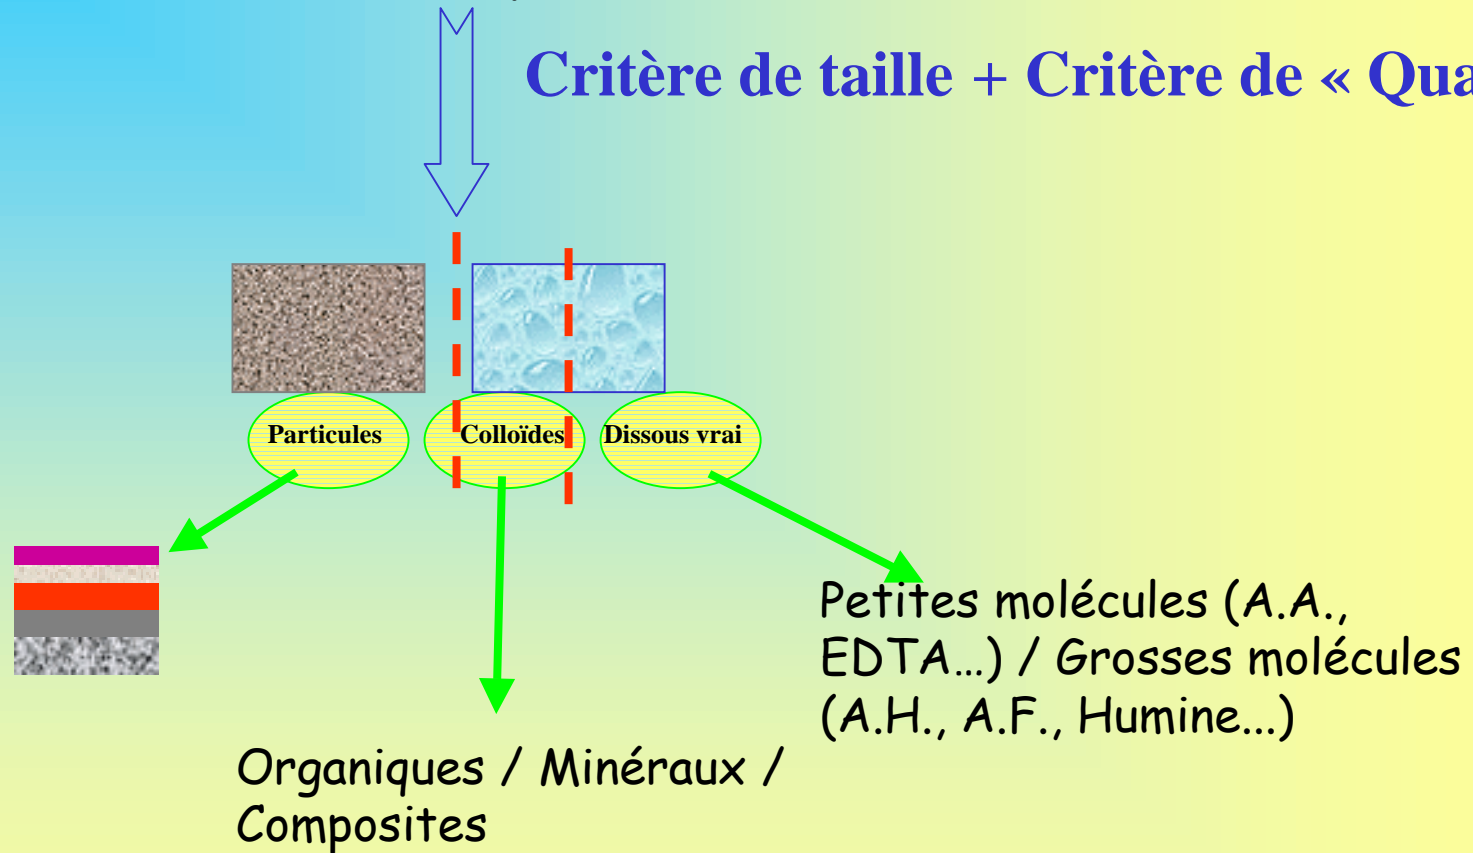 Critère de taille + Critère de « Qua
Particules
Colloïdes
Dissous vrai
Petites molécules (A.A.,
EDTA...) / Grosses molécules
(A.H., A.F., Humine...)
Organiques / Minéraux /
Composites